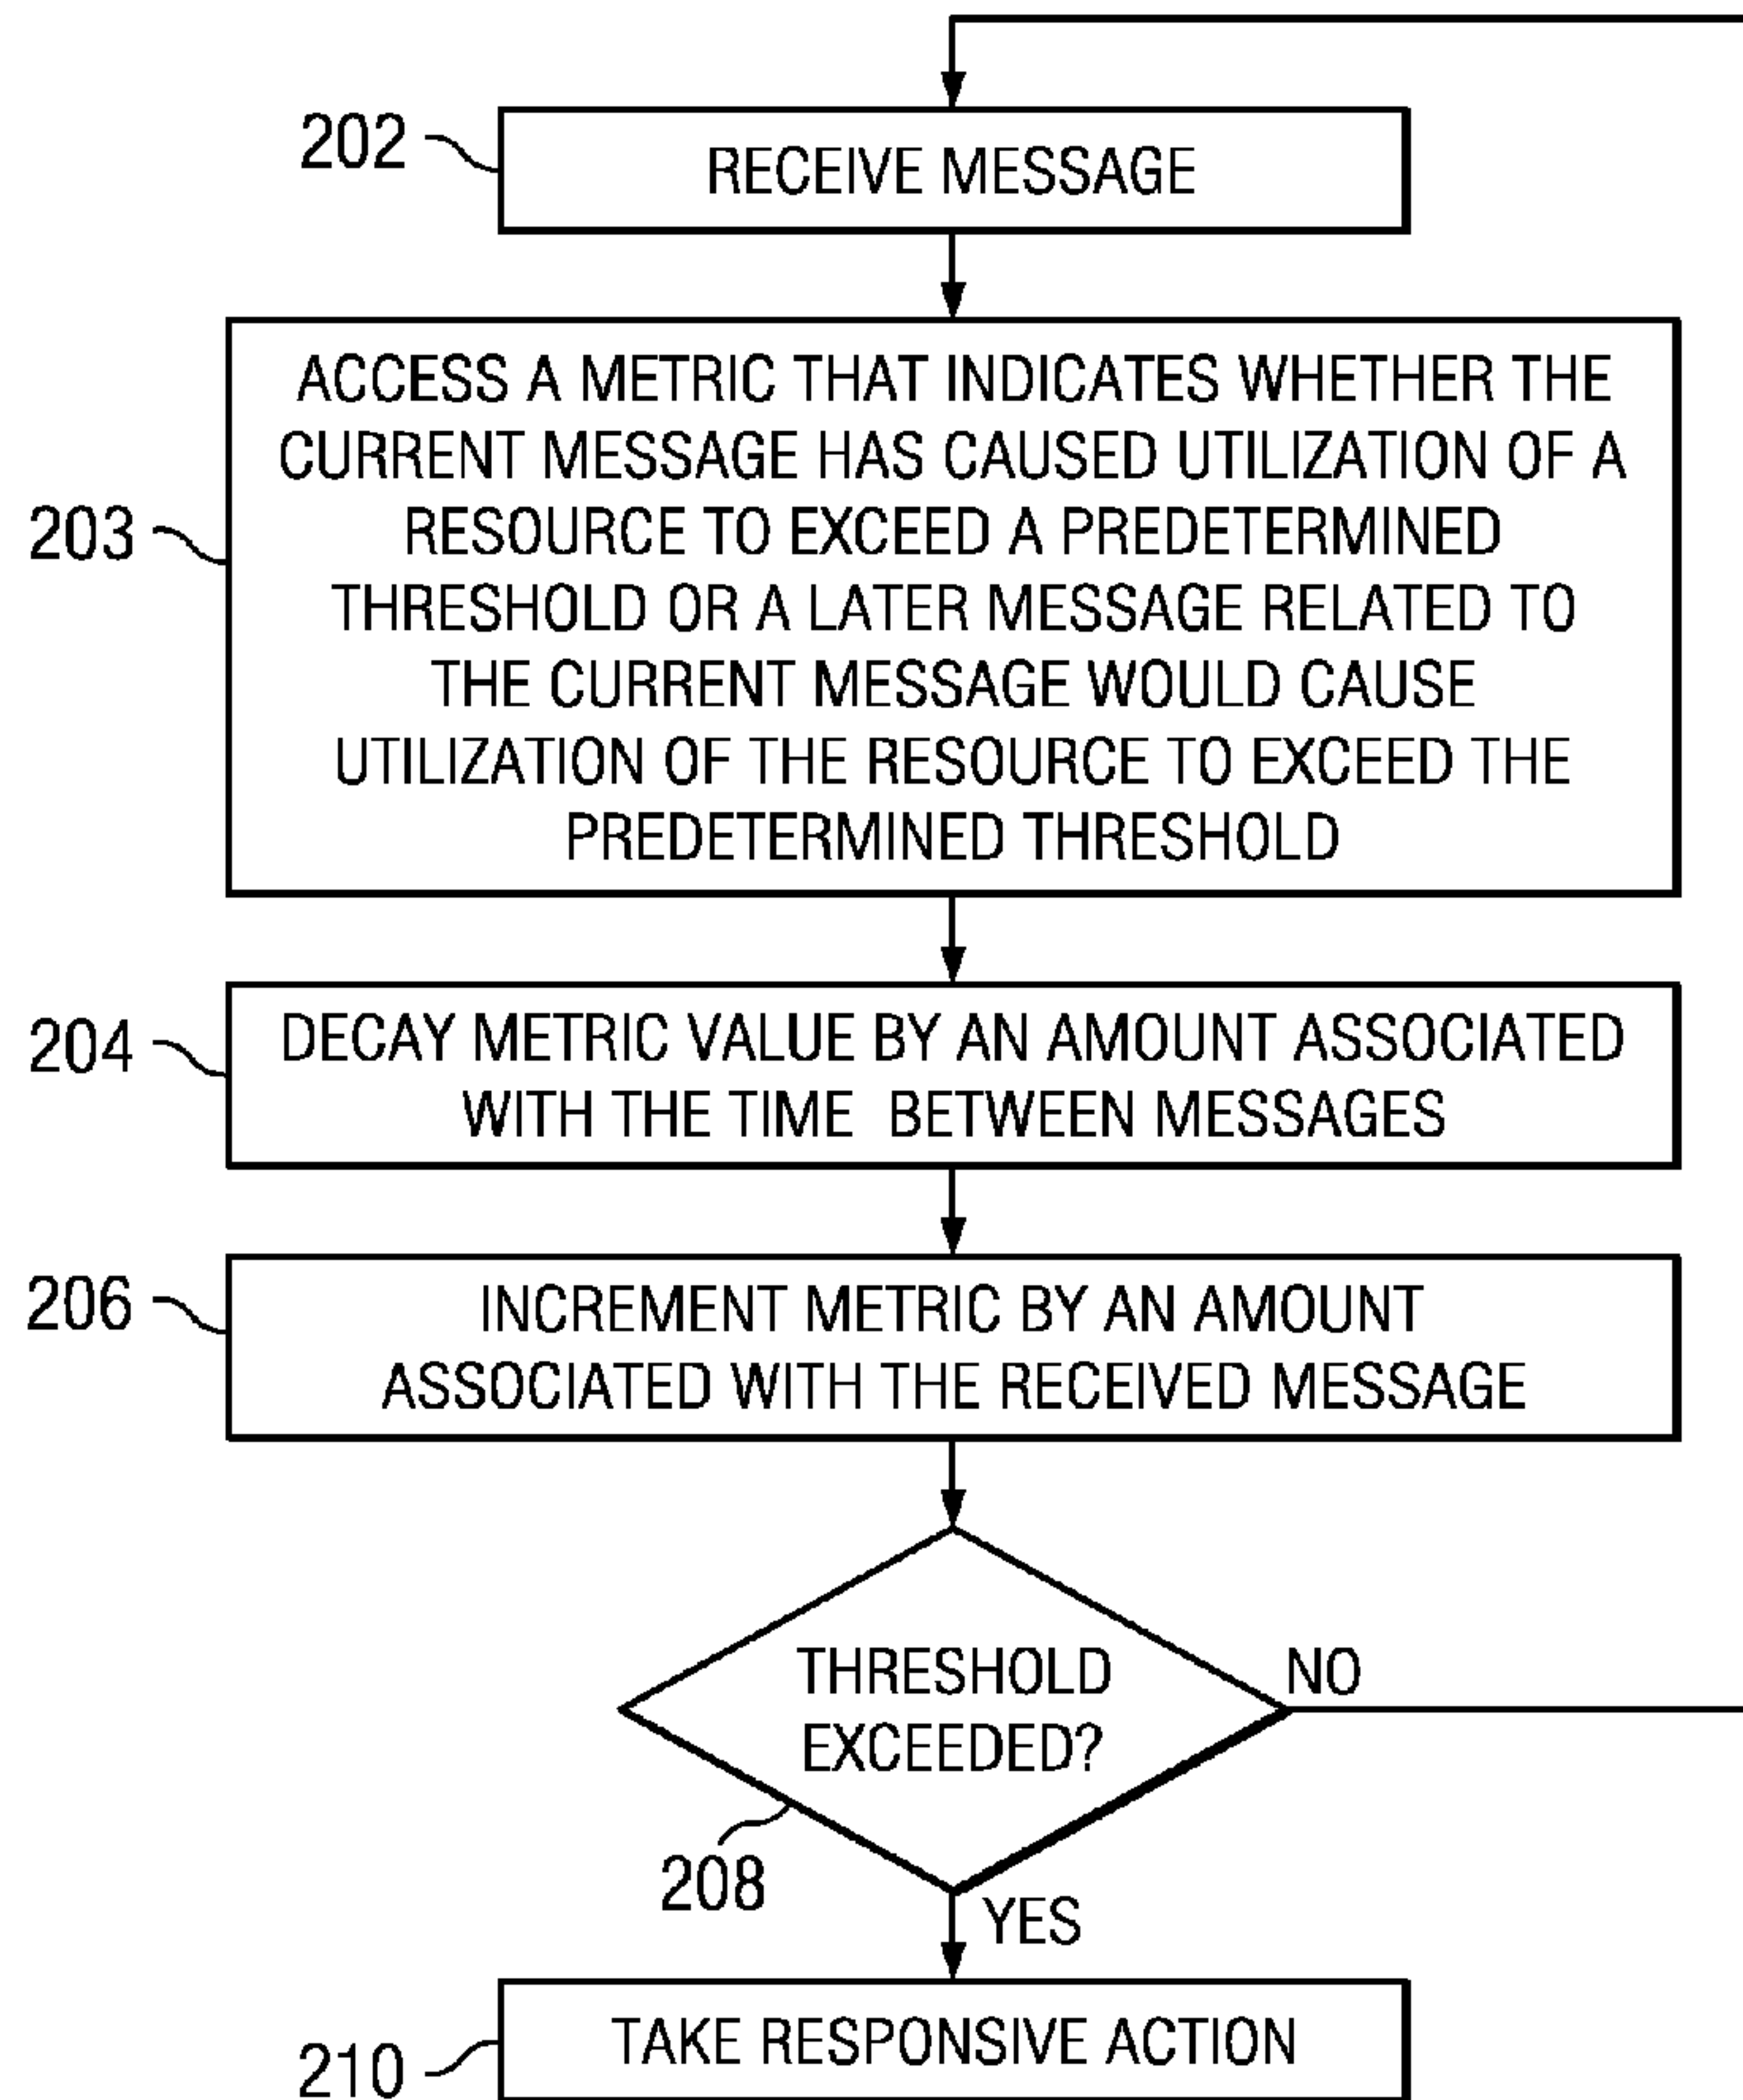 202
RECEIVE MESSAGE
203
ACCESS A METRIC THAT INDICATES WHETHER THE
CURRENT MESSAGE HAS CAUSED UTILIZATION OF A
RESOURCE TO EXCEED A PREDETERMINED
THRESHOLD OR A LATER MESSAGE RELATED TO
THE CURRENT MESSAGE WOULD CAUSE
UTILIZATION OF THE RESOURCE TO EXCEED THE
PREDETERMINED THRESHOLD
204
DECAY METRIC VALUE BY AN AMOUNT ASSOCIATED
WITH THE TIME BETWEEN MESSAGES
206
INCREMENT METRIC BY AN AMOUNT
ASSOCIATED WITH THE RECEIVED MESSAGE
THRESHOLD
EXCEEDED?
NO
208
YES
210
TAKE RESPONSIVE ACTION